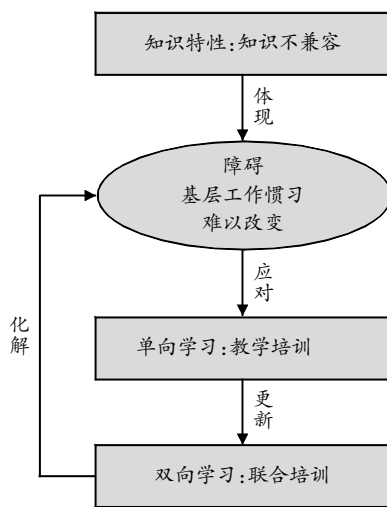 知识特性:知识不兼容
体现
障碍
基层工作惯习
难以改变
应对
化解
单向学习:教学培训
更新
双向学习:联合培训